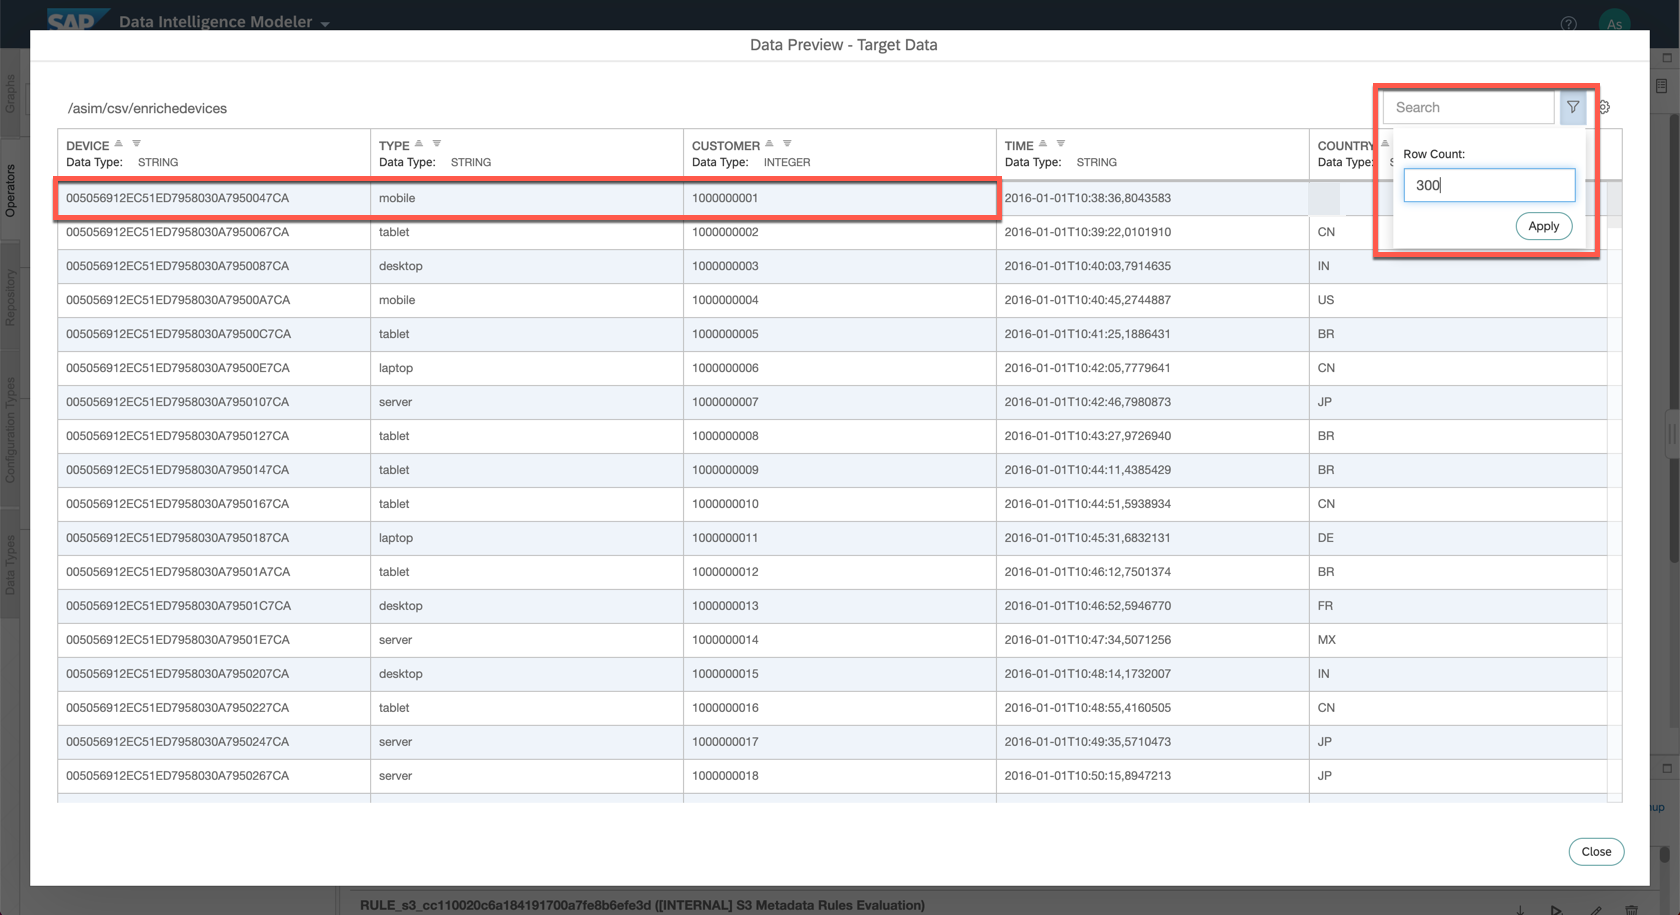 SAP Data Intelligence Modeler
As
Data Preview - Target Data
Graphs
Operators
Repository
Configuration Types
Data Types
/asim/csv/enrichedevices
Search
Row Count:
300
Apply
DEVICE TYPE CUSTOMER TIME COUNTRY
Data Type: STRING Data Type: STRING Data Type: INTEGER Data Type: STRING Data Type:
005056912EC51ED7958030A7950047CA mobile 1000000001 2016-01-01T10:38:36,8043583
005056912EC51ED7958030A7950067CA tablet 1000000002 2016-01-01T10:39:22,0101910 CN
005056912EC51ED7958030A7950087CA desktop 1000000003 2016-01-01T10:40:03,7914635 IN
005056912EC51ED7958030A79500A7CA mobile 1000000004 2016-01-01T10:40:45,2744887 US
005056912EC51ED7958030A79500C7CA tablet 1000000005 2016-01-01T10:41:25,1886431 BR
005056912EC51ED7958030A79500E7CA laptop 1000000006 2016-01-01T10:42:05,7779641 CN
005056912EC51ED7958030A7950107CA server 1000000007 2016-01-01T10:42:46,7980873 JP
005056912EC51ED7958030A7950127CA tablet 1000000008 2016-01-01T10:43:27,9726940 BR
005056912EC51ED7958030A7950147CA tablet 1000000009 2016-01-01T10:44:11,4385429 BR
005056912EC51ED7958030A7950167CA tablet 1000000010 2016-01-01T10:44:51,5938934 CN
005056912EC51ED7958030A7950187CA laptop 1000000011 2016-01-01T10:45:31,6832131 DE
005056912EC51ED7958030A79501A7CA tablet 1000000012 2016-01-01T10:46:12,7501374 BR
005056912EC51ED7958030A79501C7CA desktop 1000000013 2016-01-01T10:46:52,5946770 FR
005056912EC51ED7958030A79501E7CA server 1000000014 2016-01-01T10:47:34,5071256 MX
005056912EC51ED7958030A7950207CA desktop 1000000015 2016-01-01T10:48:14,1732007 IN
005056912EC51ED7958030A7950227CA tablet 1000000016 2016-01-01T10:48:55,4160505 CN
005056912EC51ED7958030A7950247CA server 1000000017 2016-01-01T10:49:35,5710473 JP
005056912EC51ED7958030A7950267CA server 1000000018 2016-01-01T10:50:15,8947213 JP
Close
RULE_s3_cc110020c6a184191700a7fe8b6efe3d ([INTERNAL] S3 Metadata Rules Evaluation)